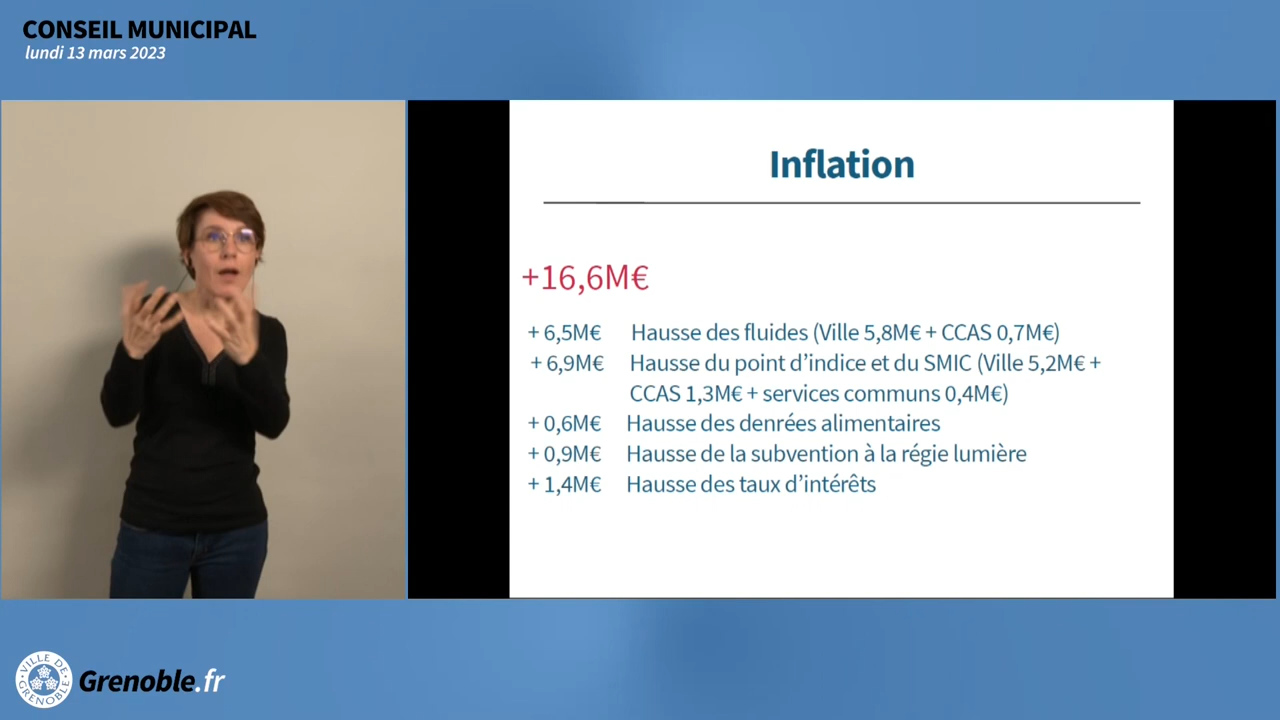 CONSEIL MUNICIPAL
lundi 13 mars 2023
Inflation
+16,6M€
+ 6,5M€ Hausse des fluides (Ville 5,8M€ + CCAS 0,7M€)
+ 6,9M€ Hausse du point d’indice et du SMIC (Ville 5,2M€ +
CCAS 1,3M€ + services communs 0,4M€)
+ 0,6M€ Hausse des denrées alimentaires
+ 0,9M€ Hausse de la subvention à la régie lumière
+ 1,4M€ Hausse des taux d’intérêts
VILLE DE
GRENOBLE
Grenoble.fr